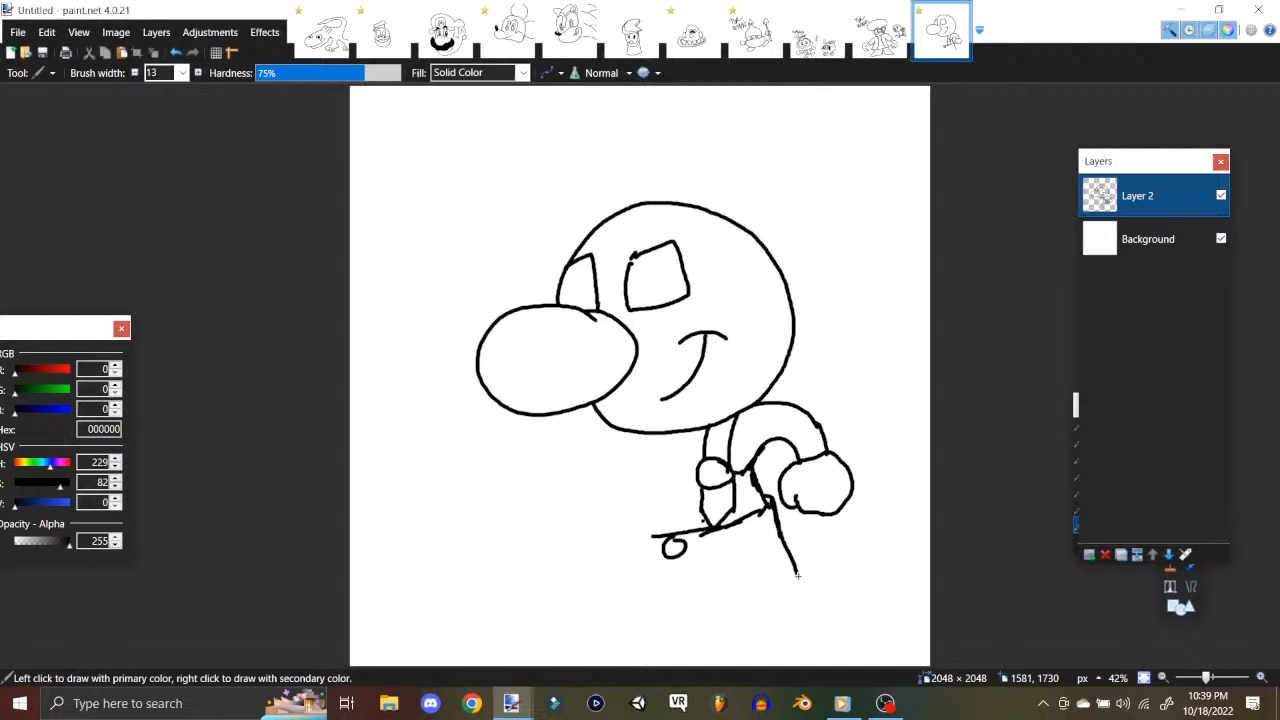 Untitled - paint.net 4.0.21
File Edit View Image Layers Adjustments Effects
Tool: Brush width: 13 Hardness: 75% Fill: Solid Color Normal
Layers
Layer 2
Background
RGB
R: 0
G: 0
B: 0
Hex: 000000
HSV
H: 229
S: 82
V: 0
Opacity - Alpha
255
Left click to draw with primary color, right click to draw with secondary color.
2048 × 2048 1581, 1730 px 42%
Type here to search
VR
10:39 PM
10/18/2022